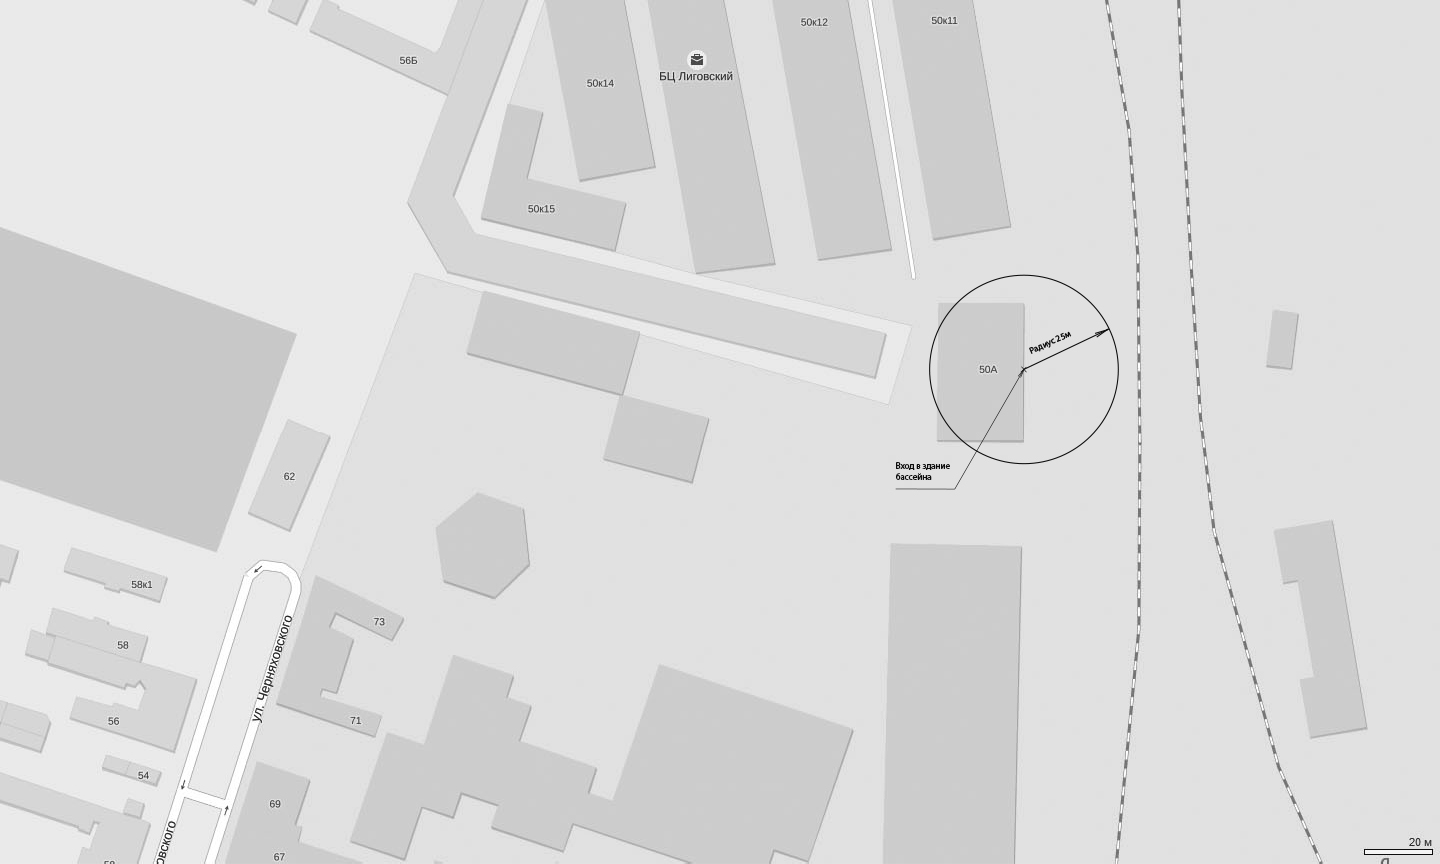 50к12
50к11
56Б
БЦ Лиговский
50к14
50к15
Радиус 25м
50А
Вход в здание
бассейна
62
58к1
ул. Черняховского
73
58
56
71
54
69
овского
67
20 м